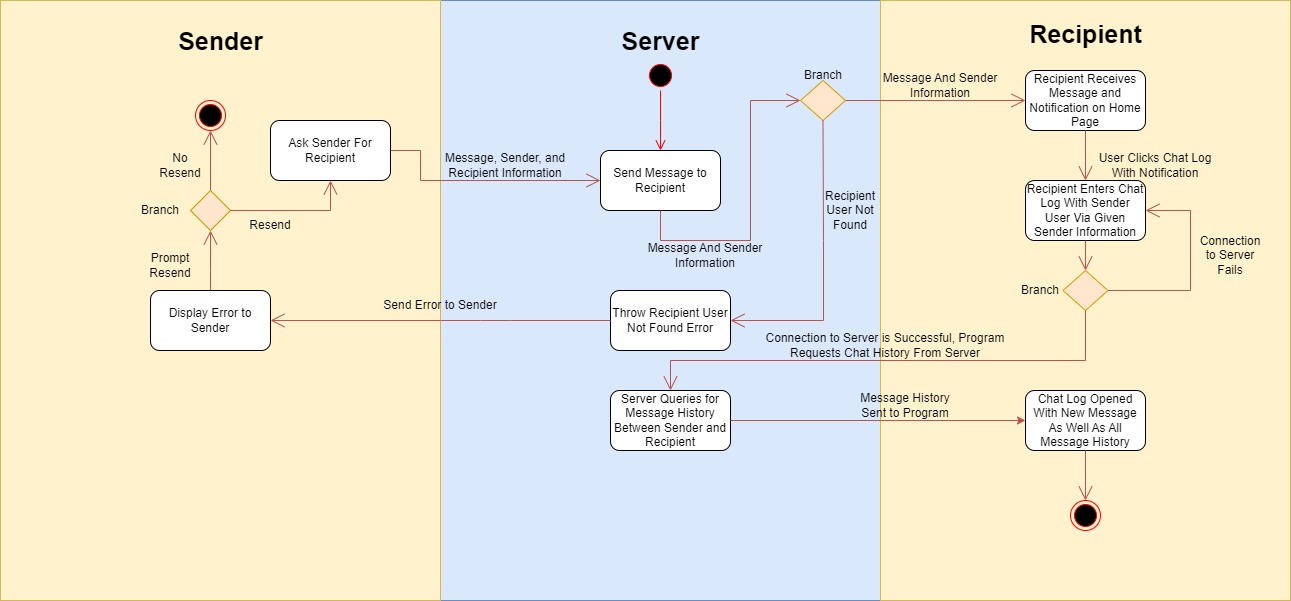 Sender
Server
Recipient
Branch
Message And Sender
Information
Recipient Receives
Message and
Notification on Home
Page
Ask Sender For
Recipient
No
Resend
Message, Sender, and
Recipient Information
Send Message to
Recipient
User Clicks Chat Log
With Notification
Branch
Resend
Recipient
User Not
Found
Recipient Enters Chat
Log With Sender
User Via Given
Sender Information
Message And Sender
Information
Connection
to Server
Fails
Prompt
Resend
Branch
Display Error to
Sender
Send Error to Sender
Throw Recipient User
Not Found Error
Connection to Server is Successful, Program
Requests Chat History From Server
Server Queries for
Message History
Between Sender and
Recipient
Message History
Sent to Program
Chat Log Opened
With New Message
As Well As All
Message History